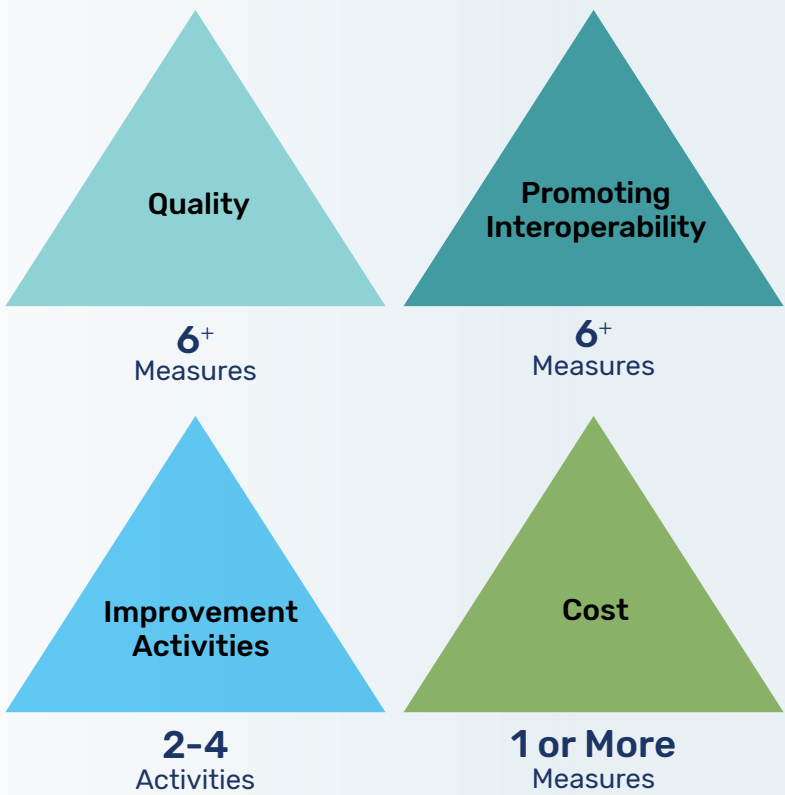 Quality
6+
Measures
Promoting
Interoperability
6+
Measures
Improvement
Activities
2-4
Activities
Cost
1 or More
Measures